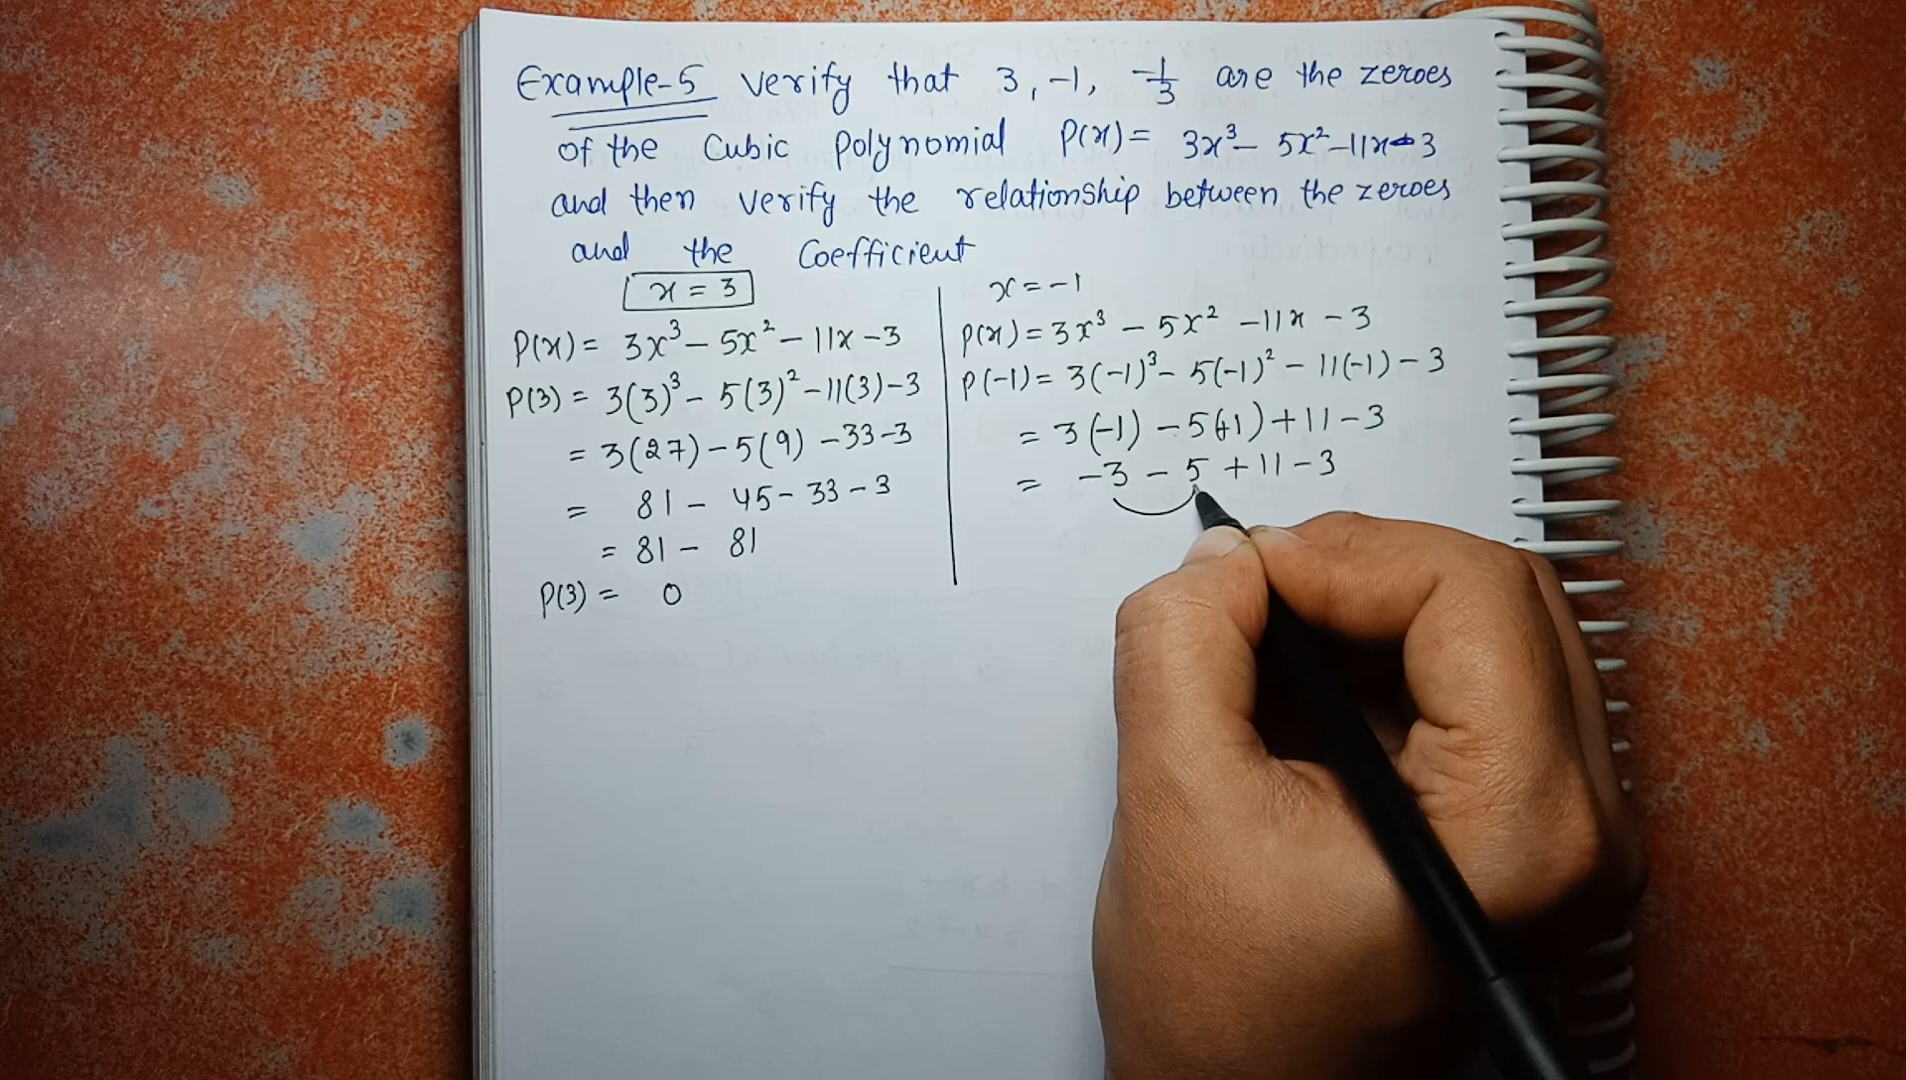 Example-5 verify that 3, -1, -1/3 are the zeroes
of the Cubic Polynomial P(x) = 3x³ - 5x² - 11x - 3
and then verify the relationship between the zeroes
and the Coefficient
x = 3
P(x) = 3x³ - 5x² - 11x - 3
P(3) = 3(3)³ - 5(3)² - 11(3) - 3
= 3(27) - 5(9) - 33 - 3
= 81 - 45 - 33 - 3
= 81 - 81
P(3) = 0
x = -1
P(x) = 3x³ - 5x² - 11x - 3
P(-1) = 3(-1)³ - 5(-1)² - 11(-1) - 3
= 3(-1) - 5(+1) + 11 - 3
= -3 - 5 + 11 - 3